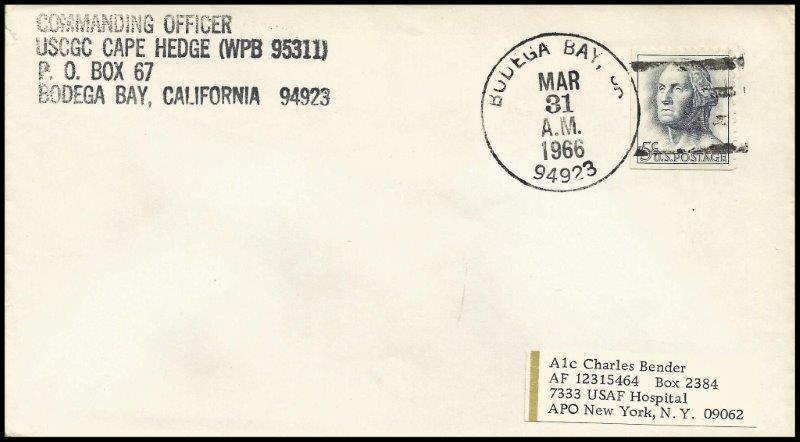 COMMANDING OFFICER
USCGC CAPE HEDGE (WPB 95311)
P. O. BOX 67
BODEGA BAY, CALIFORNIA 94923
BODEGA BAY,
MAR
31
A.M.
1966
94923
5¢ U.S. POSTAGE
A1c Charles Bender
AF 12315464 Box 2384
7333 USAF Hospital
APO New York, N. Y. 09062